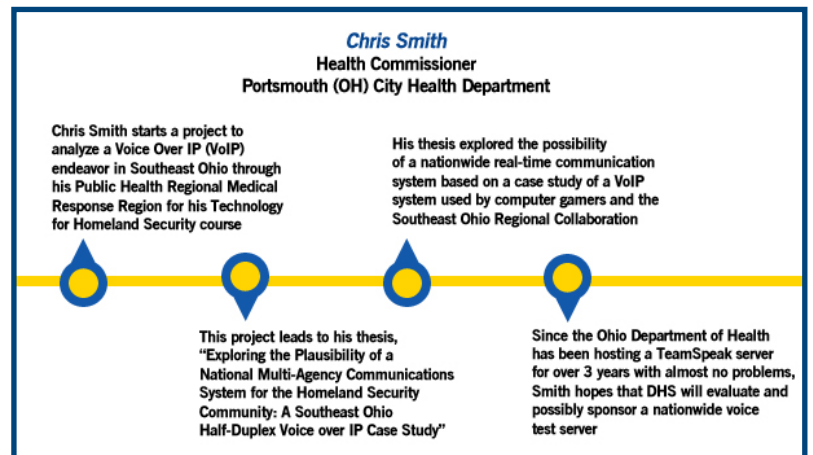 Chris Smith
Health Commissioner
Portsmouth (OH) City Health Department
Chris Smith starts a project to
analyze a Voice Over IP (VoIP)
endeavor in Southeast Ohio through
his Public Health Regional Medical
Response Region for his Technology
for Homeland Security course
This project leads to his thesis,
“Exploring the Plausibility of a
National Multi-Agency Communications
System for the Homeland Security
Community: A Southeast Ohio
Half-Duplex Voice over IP Case Study”
His thesis explored the possibility
of a nationwide real-time communication
system based on a case study of a VoIP
system used by computer gamers and the
Southeast Ohio Regional Collaboration
Since the Ohio Department of Health
has been hosting a TeamSpeak server
for over 3 years with almost no problems,
Smith hopes that DHS will evaluate and
possibly sponsor a nationwide voice
test server